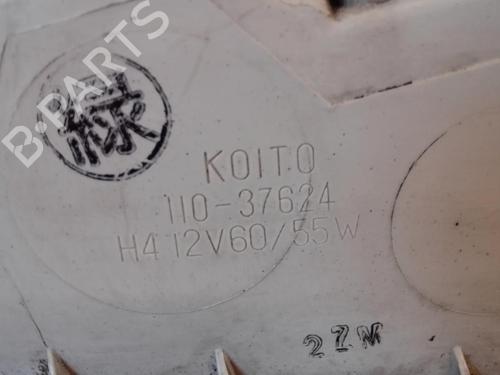 B-PARTS
緑
KOITO
110-37624
H4 12V60/55W
27M